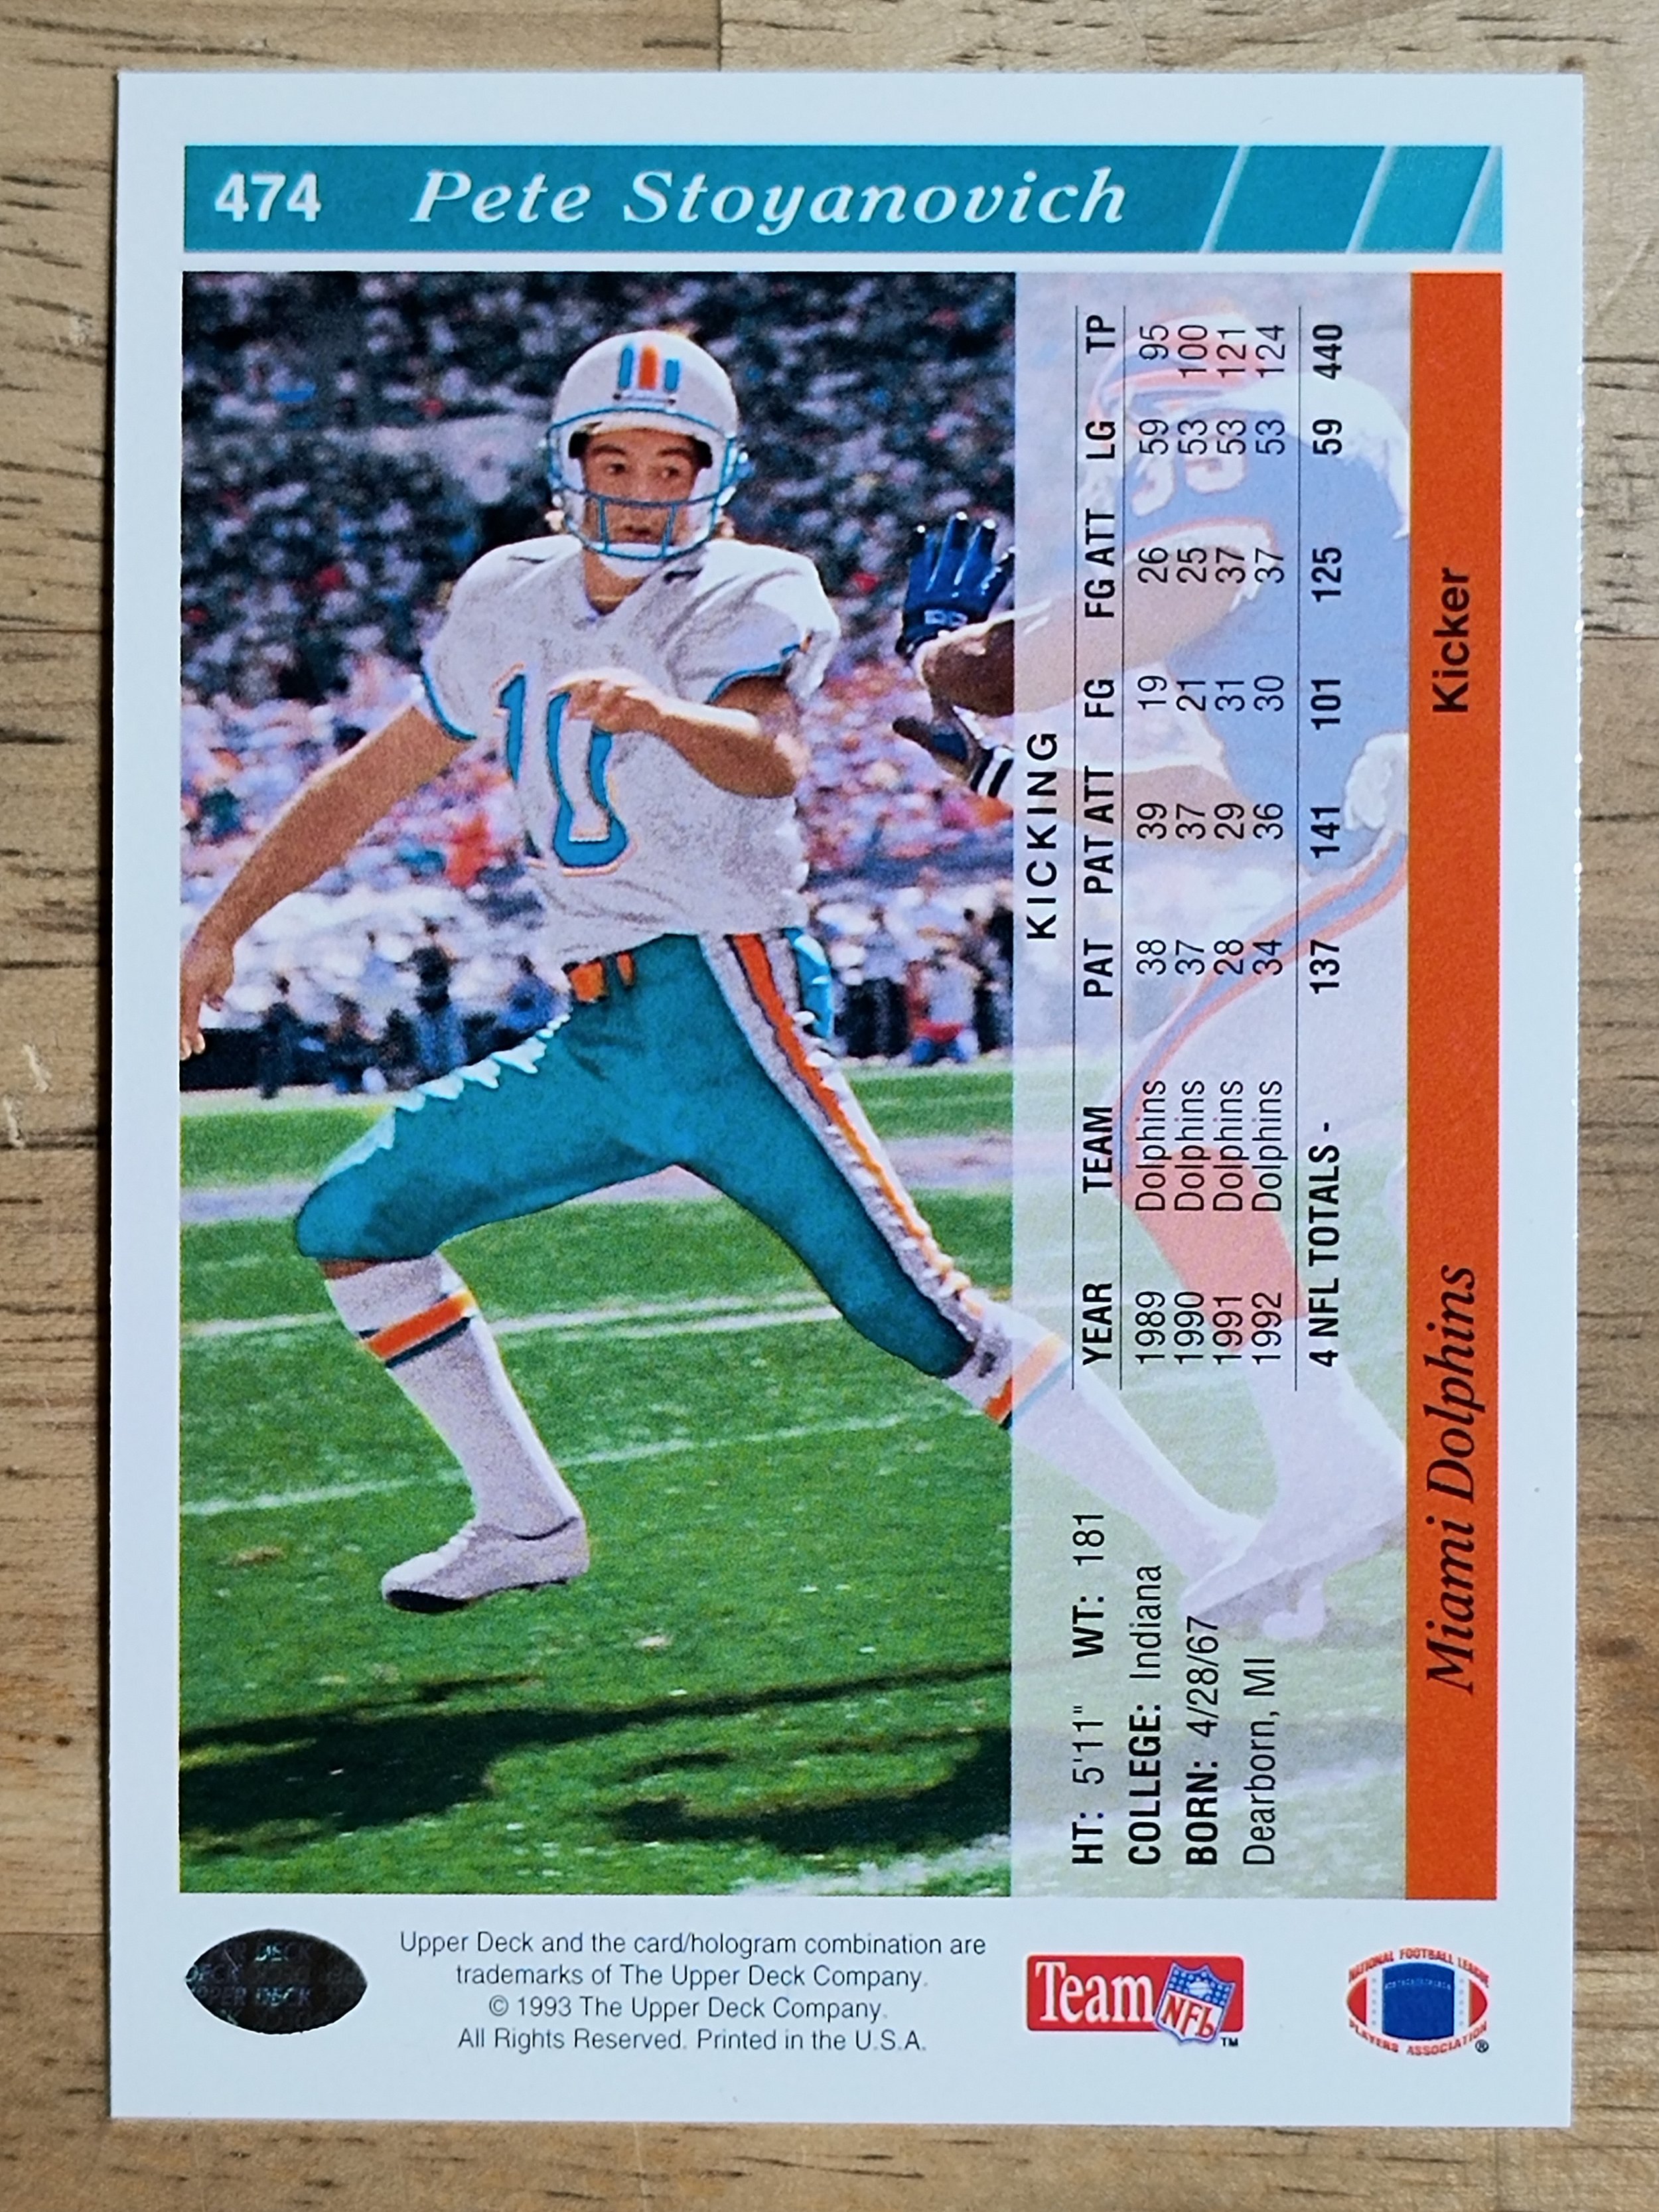 474 Pete Stoyanovich
10
KICKING
YEAR TEAM PAT PAT ATT FG FG ATT LG TP
1989 Dolphins 38 39 19 26 59 95
1990 Dolphins 37 37 21 25 53 100
1991 Dolphins 28 29 31 37 53 121
1992 Dolphins 34 36 30 37 53 124
4 NFL TOTALS - 137 141 101 125 59 440
HT: 5'11" WT: 181
COLLEGE: Indiana
BORN: 4/28/67
Dearborn, MI
Miami Dolphins Kicker
Upper Deck and the card/hologram combination are
trademarks of The Upper Deck Company.
© 1993 The Upper Deck Company.
All Rights Reserved. Printed in the U.S.A.
Team NFL ™
NATIONAL FOOTBALL LEAGUE
PLAYERS ASSOCIATION ®